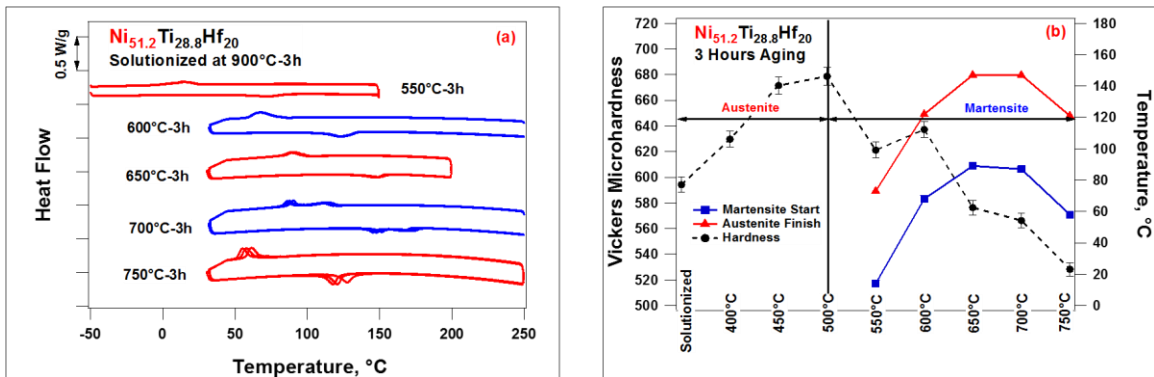 0.5 W/g
Ni51.2Ti28.8Hf20
(a)
Solutionized at 900°C-3h
550°C-3h
600°C-3h
650°C-3h
700°C-3h
750°C-3h
Heat Flow
-50 0 50 100 150 200 250
Temperature, °C
Ni51.2Ti28.8Hf20
(b)
3 Hours Aging
Austenite
Martensite
Martensite Start
Austenite Finish
Hardness
Vickers Microhardness
720
700
680
660
640
620
600
580
560
540
520
500
180
160
140
120
100
80
60
40
20
0
Temperature, °C
Solutionized
400°C
450°C
500°C
550°C
600°C
650°C
700°C
750°C